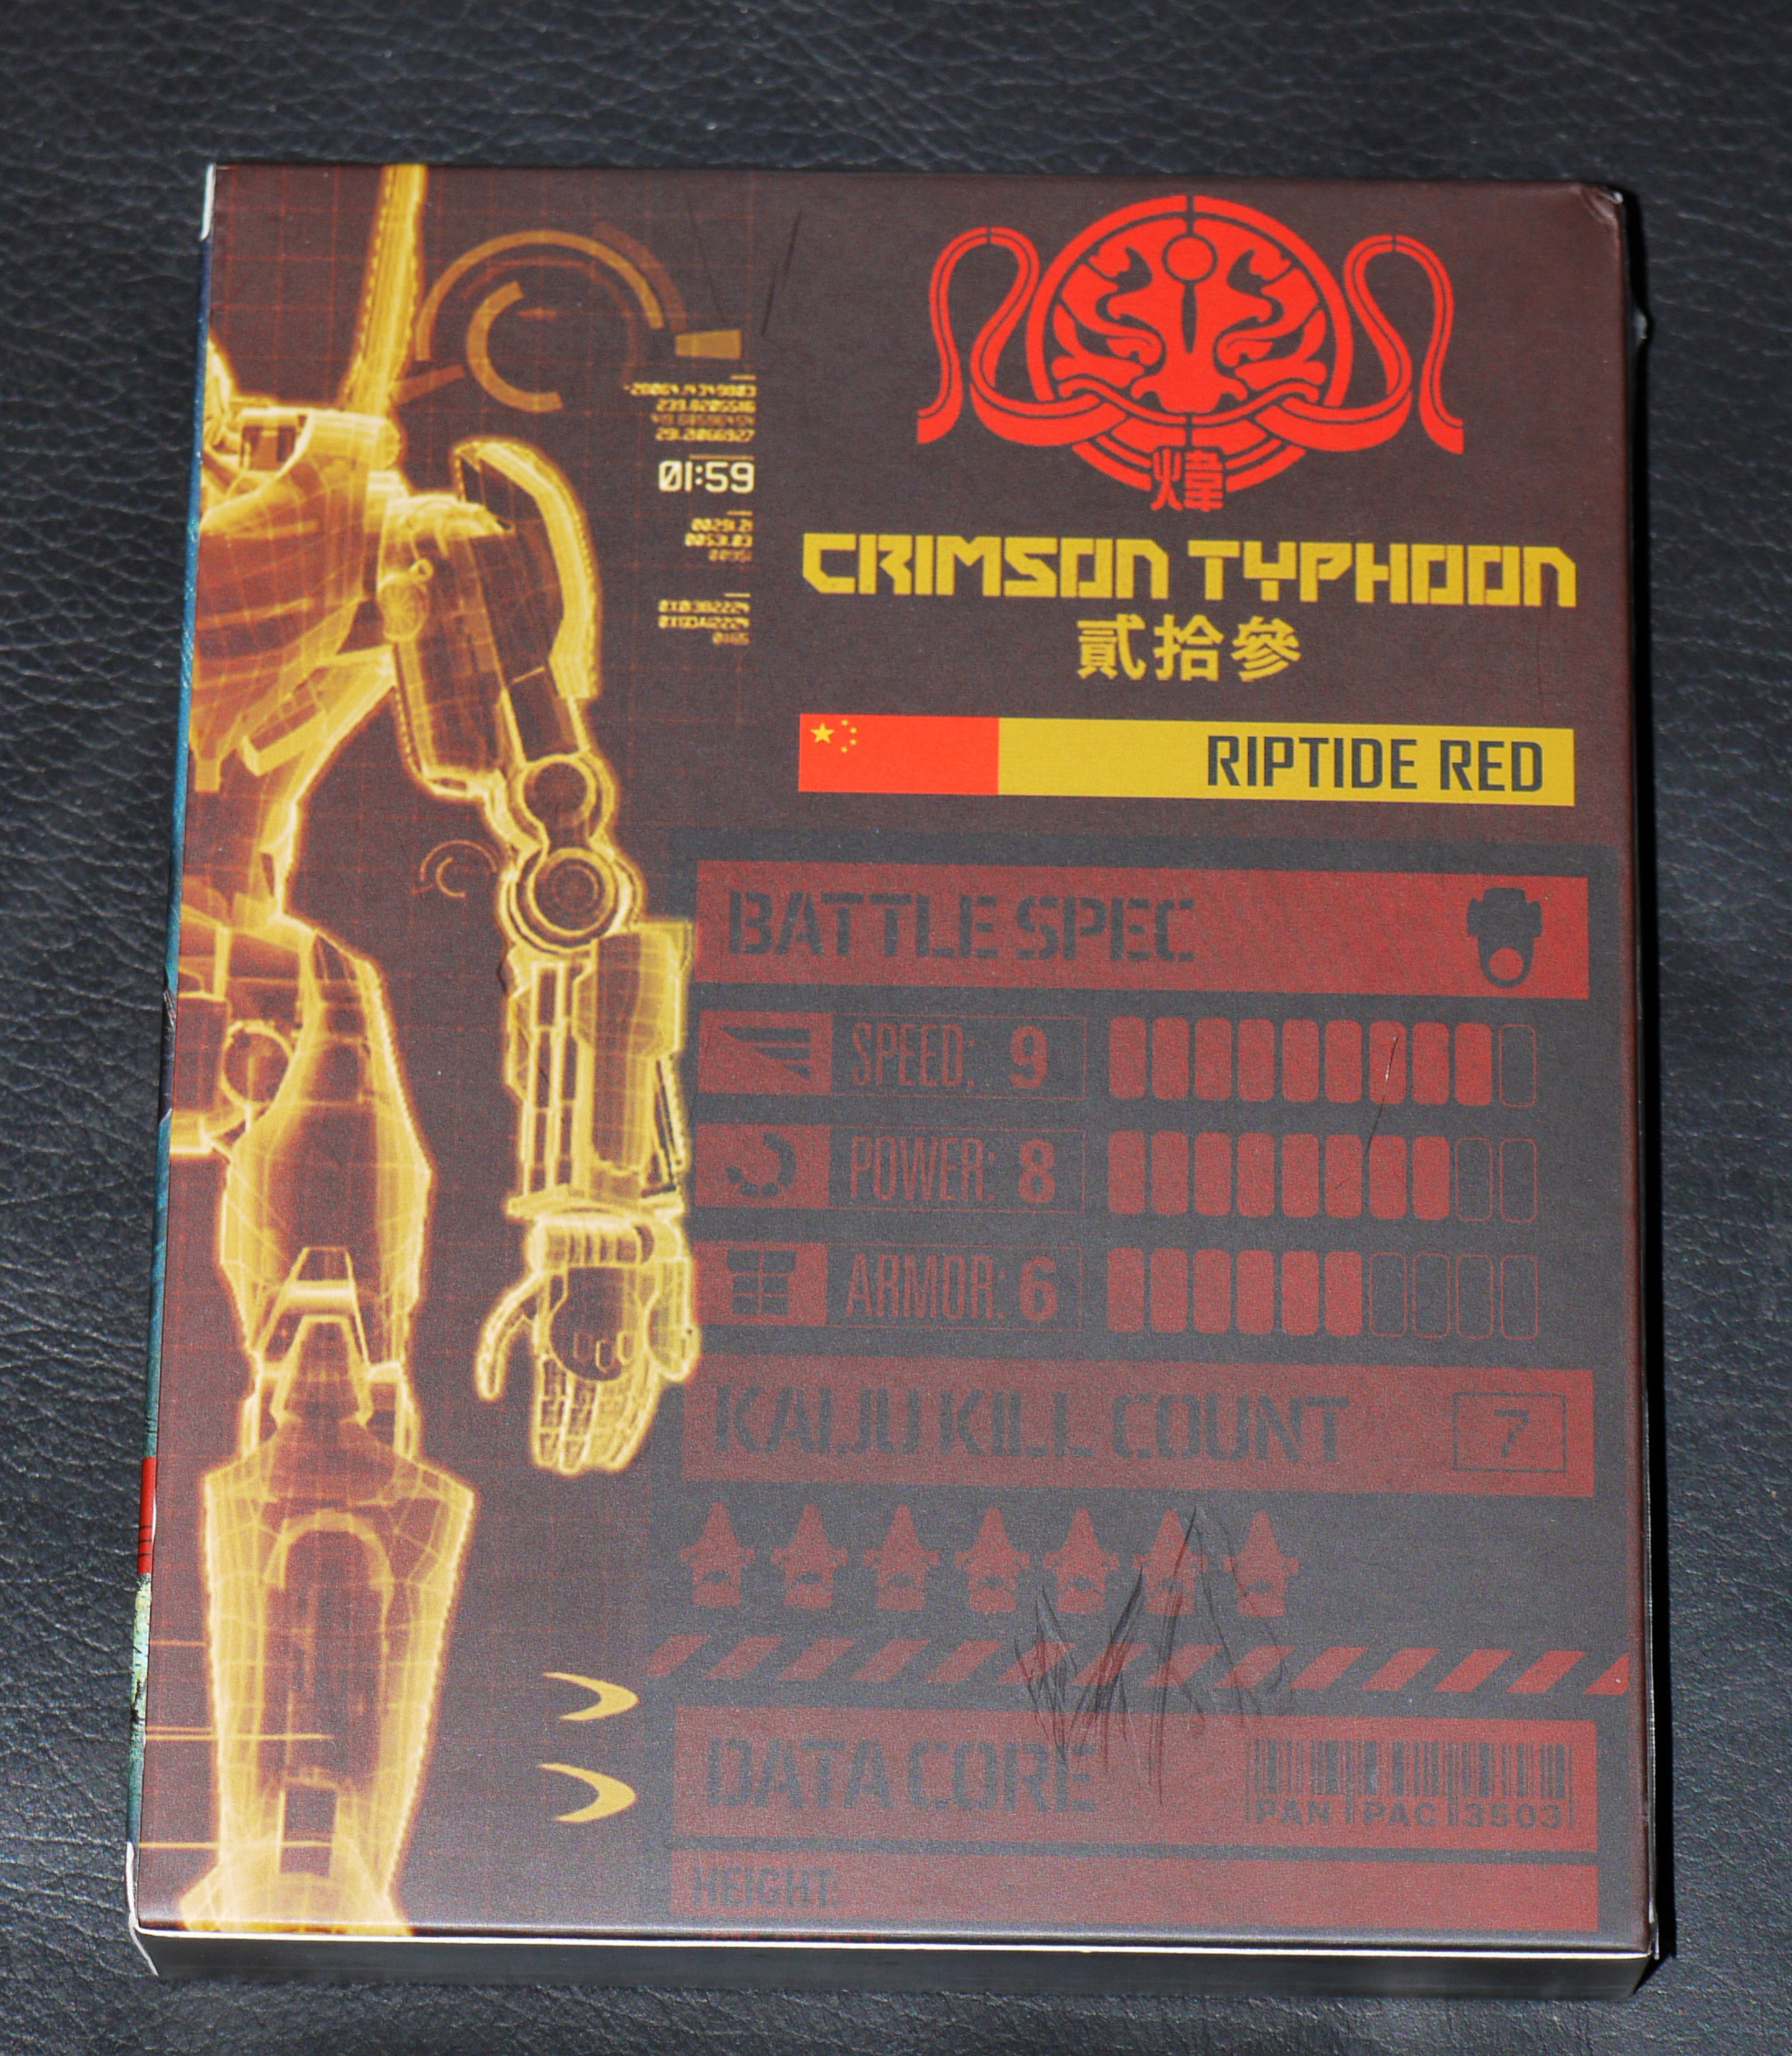 01:59
煒
CRIMSON TYPHOON
貳拾參
RIPTIDE RED
BATTLE SPEC
SPEED: 9
POWER: 8
ARMOR: 6
KAIJU KILL COUNT 7
DATA CORE
PAN PAC 3503
HEIGHT: